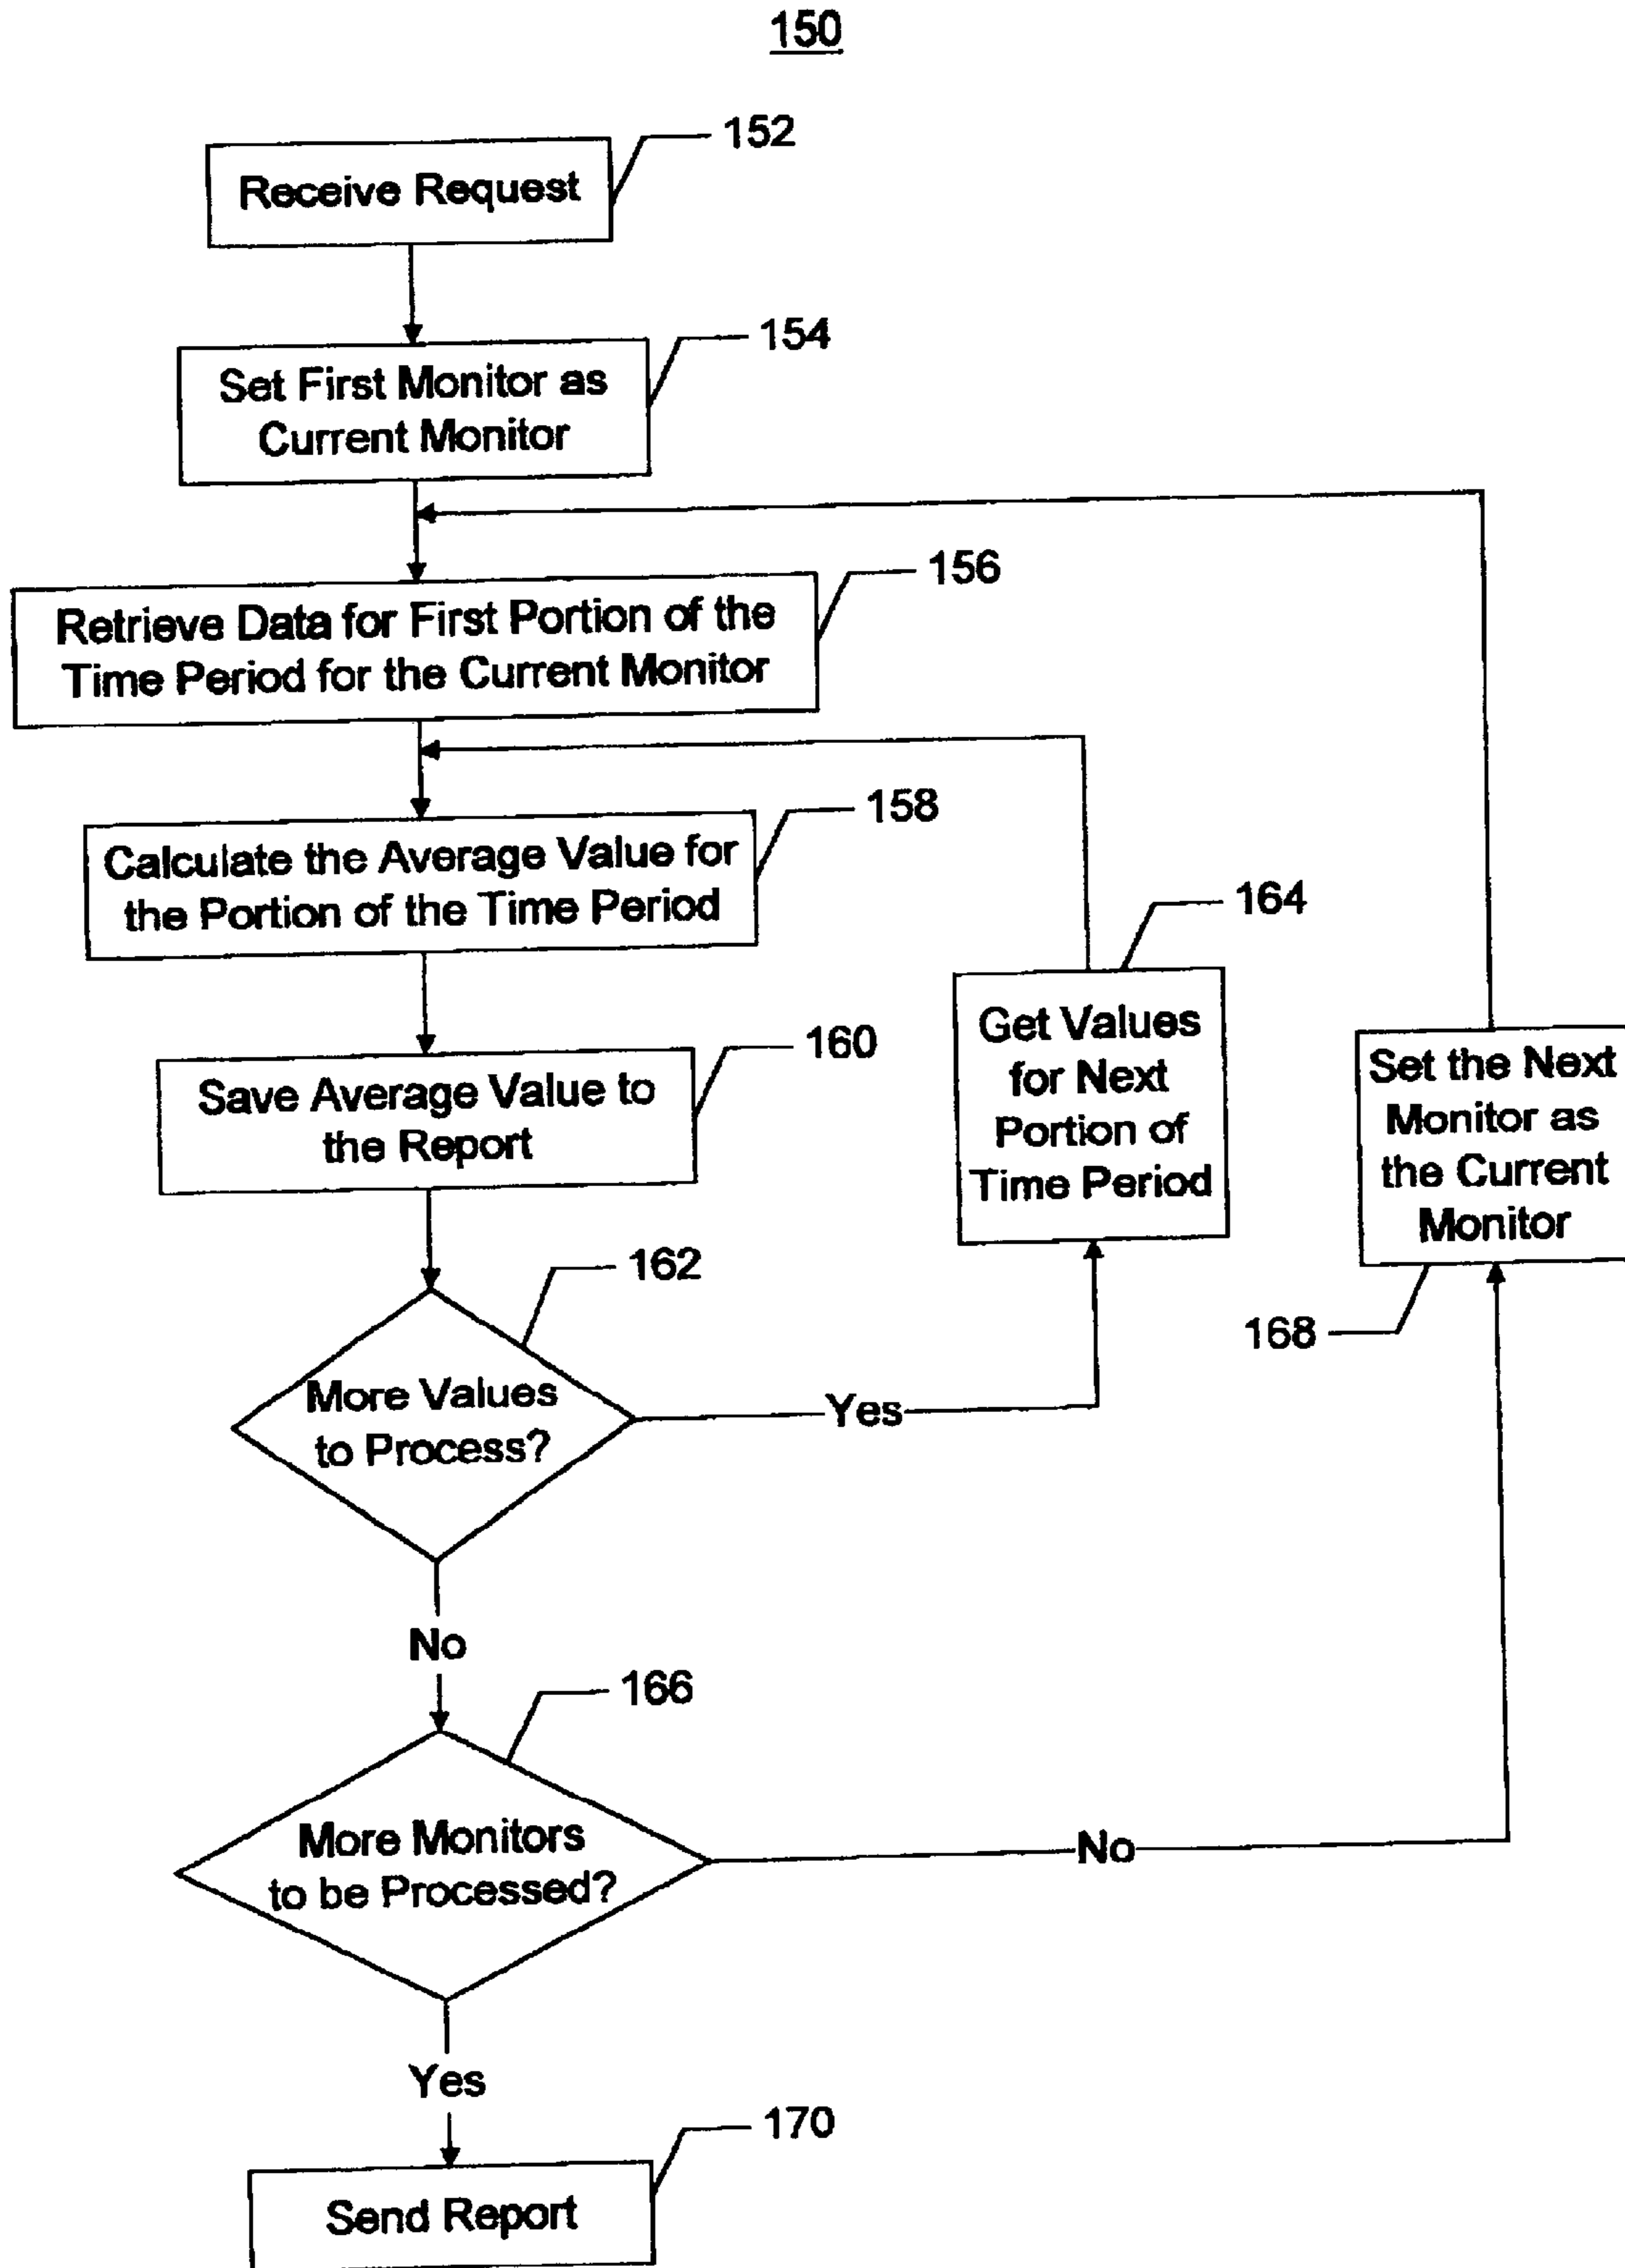 150
152
Receive Request
154
Set First Monitor as
Current Monitor
156
Retrieve Data for First Portion of the
Time Period for the Current Monitor
158
Calculate the Average Value for
the Portion of the Time Period
164
Get Values
for Next
Portion of
Time Period
160
Save Average Value to
the Report
Set the Next
Monitor as
the Current
Monitor
168
162
More Values
to Process?
Yes
No
166
More Monitors
to be Processed?
No
Yes
170
Send Report